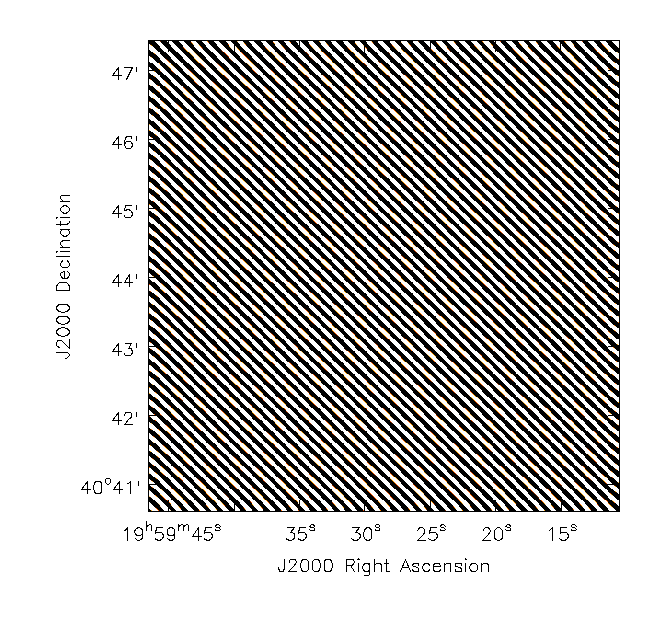 47'
46'
45'
44'
43'
42'
40°41'
J2000 Declination
19ʰ59ᵐ45ˢ 35ˢ 30ˢ 25ˢ 20ˢ 15ˢ
J2000 Right Ascension